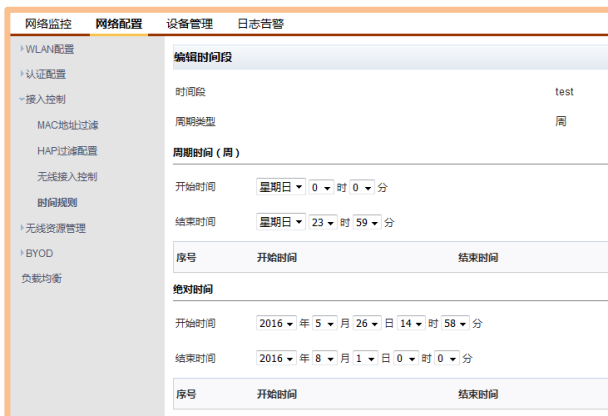 网络监控 网络配置 设备管理 日志告警
WLAN配置
认证配置
接入控制
MAC地址过滤
HAP过滤配置
无线接入控制
时间规则
无线资源管理
BYOD
负载均衡
编辑时间段
时间段 test
周期类型 周
周期时间（周）
开始时间 星期日 0 时 0 分
结束时间 星期日 23 时 59 分
序号 开始时间 结束时间
绝对时间
开始时间 2016 年 5 月 26 日 14 时 58 分
结束时间 2016 年 8 月 1 日 0 时 0 分
序号 开始时间 结束时间